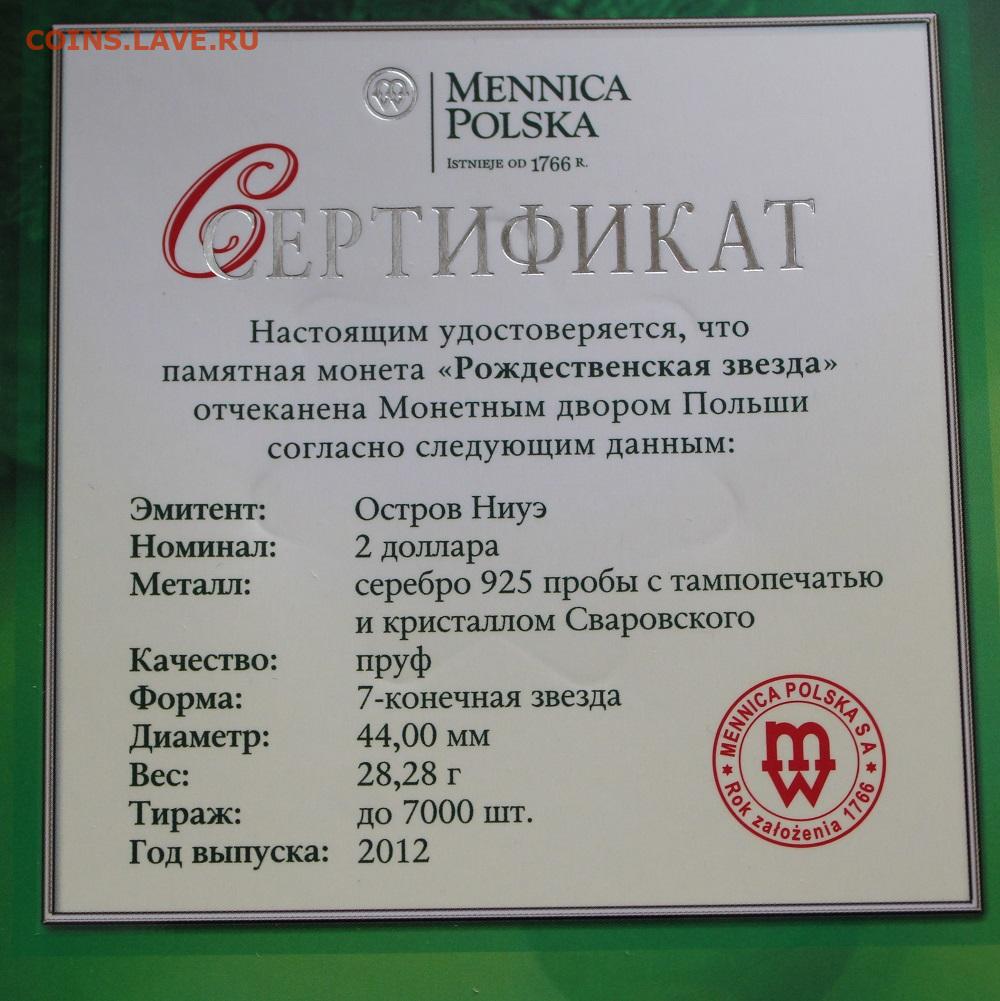 COINS.LAVE.RU
MENNICA
POLSKA
ISTNIEJE OD 1766 R.
СЕРТИФИКАТ
Настоящим удостоверяется, что
памятная монета «Рождественская звезда»
отчеканена Монетным двором Польши
согласно следующим данным:
Эмитент: Остров Ниуэ
Номинал: 2 доллара
Металл: серебро 925 пробы с тампопечатью
и кристаллом Сваровского
Качество: пруф
Форма: 7-конечная звезда
Диаметр: 44,00 мм
Вес: 28,28 г
Тираж: до 7000 шт.
Год выпуска: 2012
MENNICA POLSKA S A
mw
Rok założenia 1766